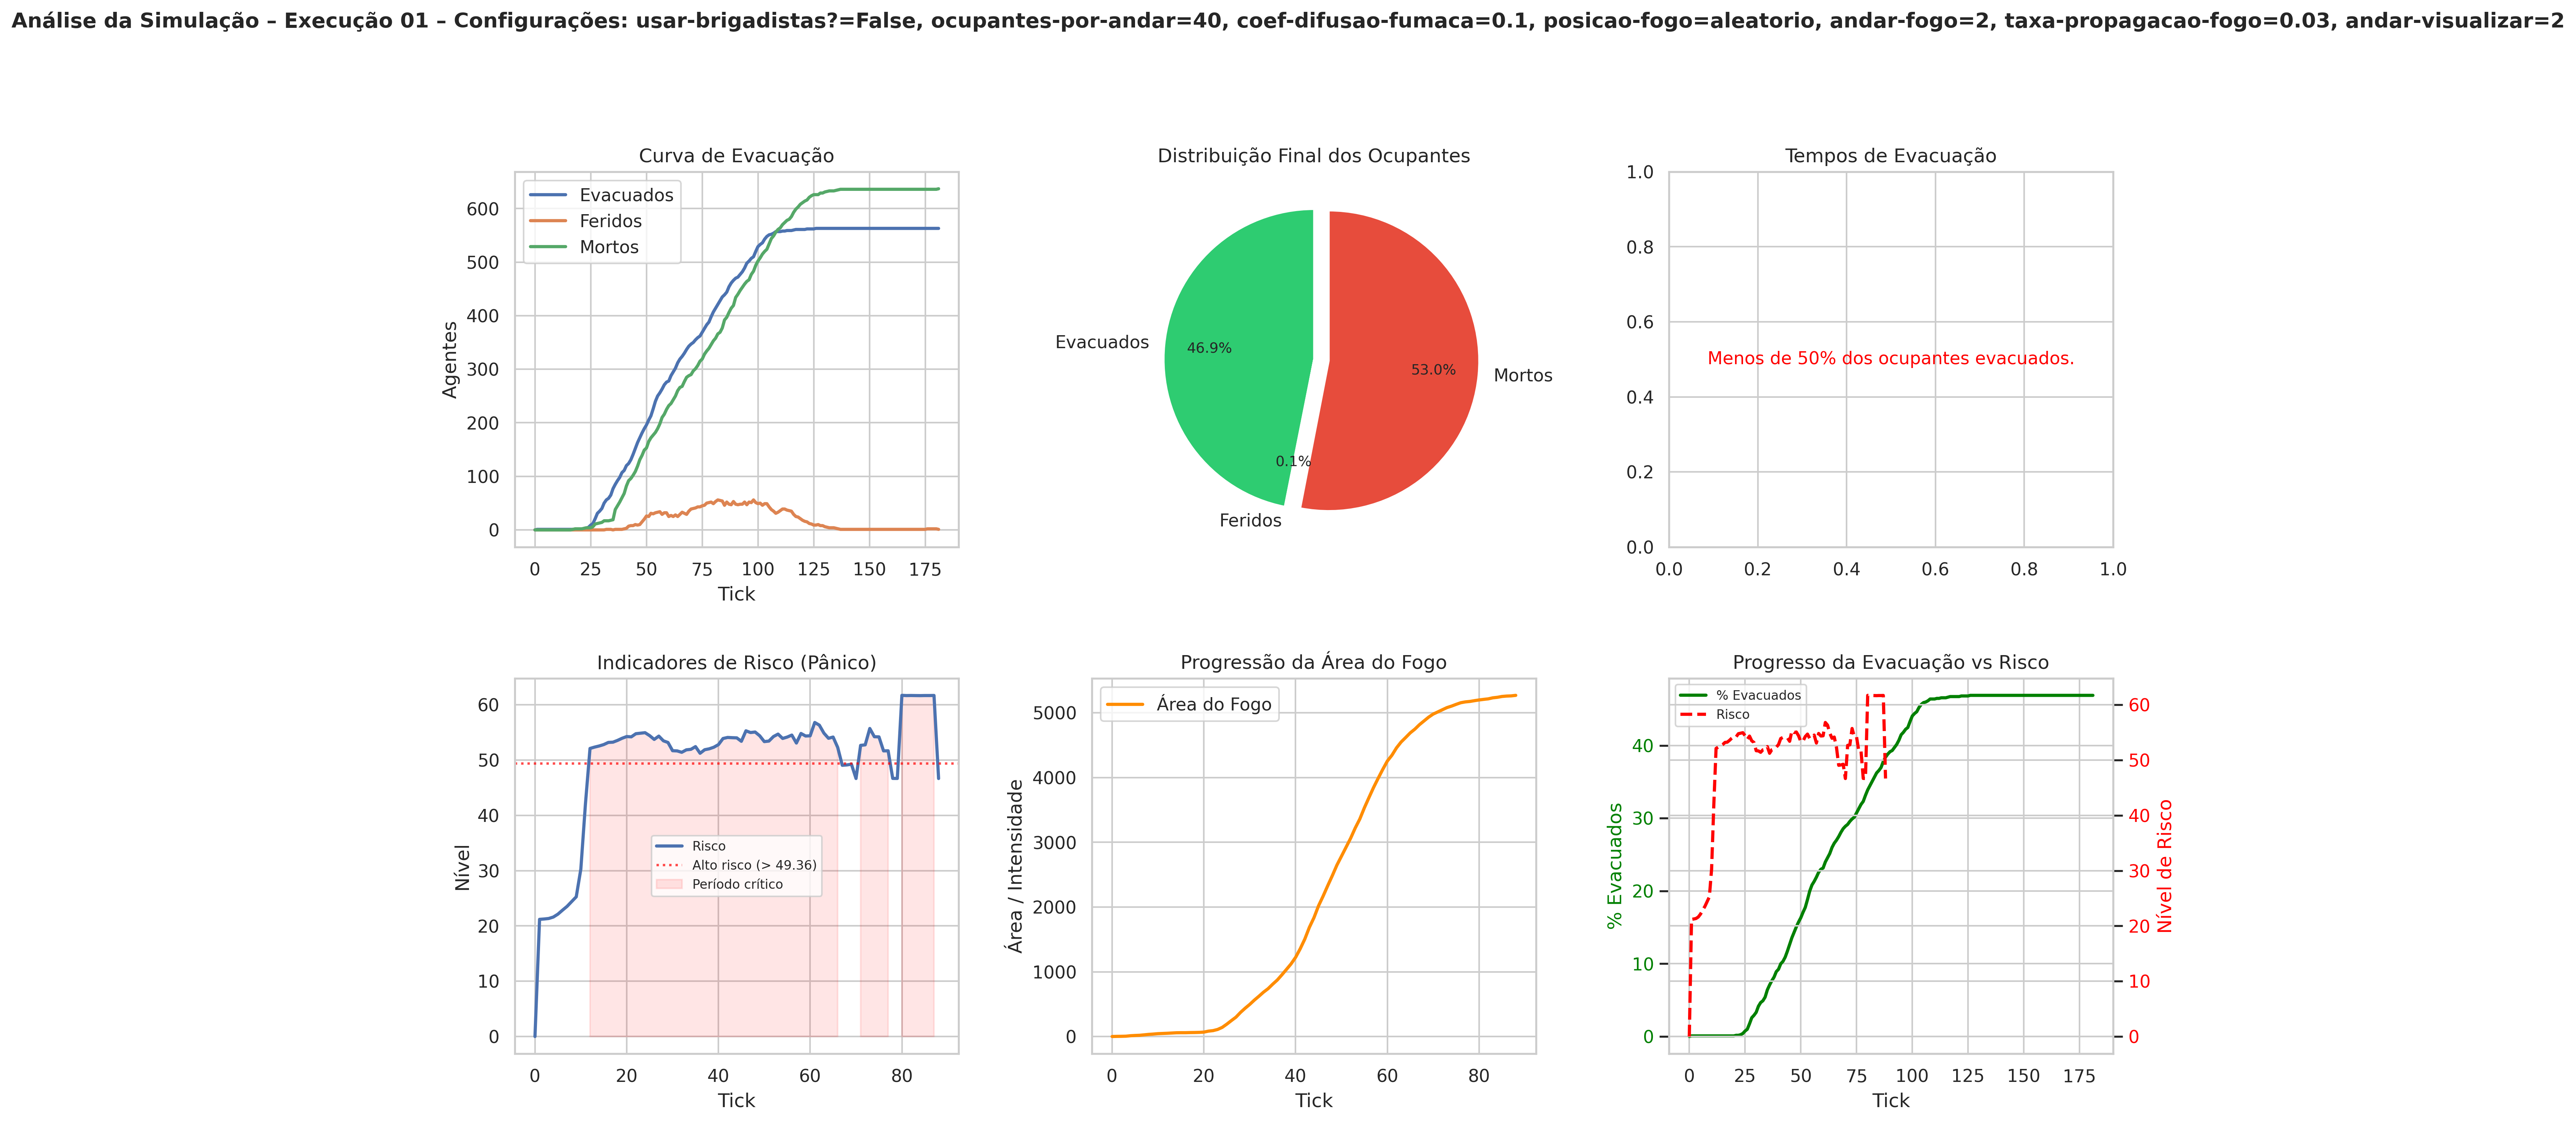 Análise da Simulação – Execução 01 – Configurações: usar-brigadistas?=False, ocupantes-por-andar=40, coef-difusao-fumaca=0.1, posicao-fogo=aleatorio, andar-fogo=2, taxa-propagacao-fogo=0.03, andar-visualizar=2
Curva de Evacuação
Evacuados
Feridos
Mortos
Agentes
600
500
400
300
200
100
0
0 25 50 75 100 125 150 175
Tick
Distribuição Final dos Ocupantes
Evacuados
46.9%
53.0%
Mortos
0.1%
Feridos
Tempos de Evacuação
1.0
0.8
0.6
Menos de 50% dos ocupantes evacuados.
0.4
0.2
0.0
0.0 0.2 0.4 0.6 0.8 1.0
Indicadores de Risco (Pânico)
Nível
60
50
40
30
20
10
0
Risco
Alto risco (> 49.36)
Período crítico
0 20 40 60 80
Tick
Progressão da Área do Fogo
Área do Fogo
Área / Intensidade
5000
4000
3000
2000
1000
0
0 20 40 60 80
Tick
Progresso da Evacuação vs Risco
% Evacuados
Risco
% Evacuados
40
30
20
10
0
60
50
40
30
20
10
0
Nível de Risco
0 25 50 75 100 125 150 175
Tick